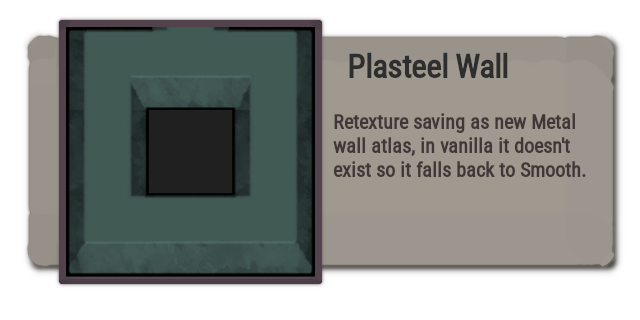 Plasteel Wall
Retexture saving as new Metal
wall atlas, in vanilla it doesn't
exist so it falls back to Smooth.